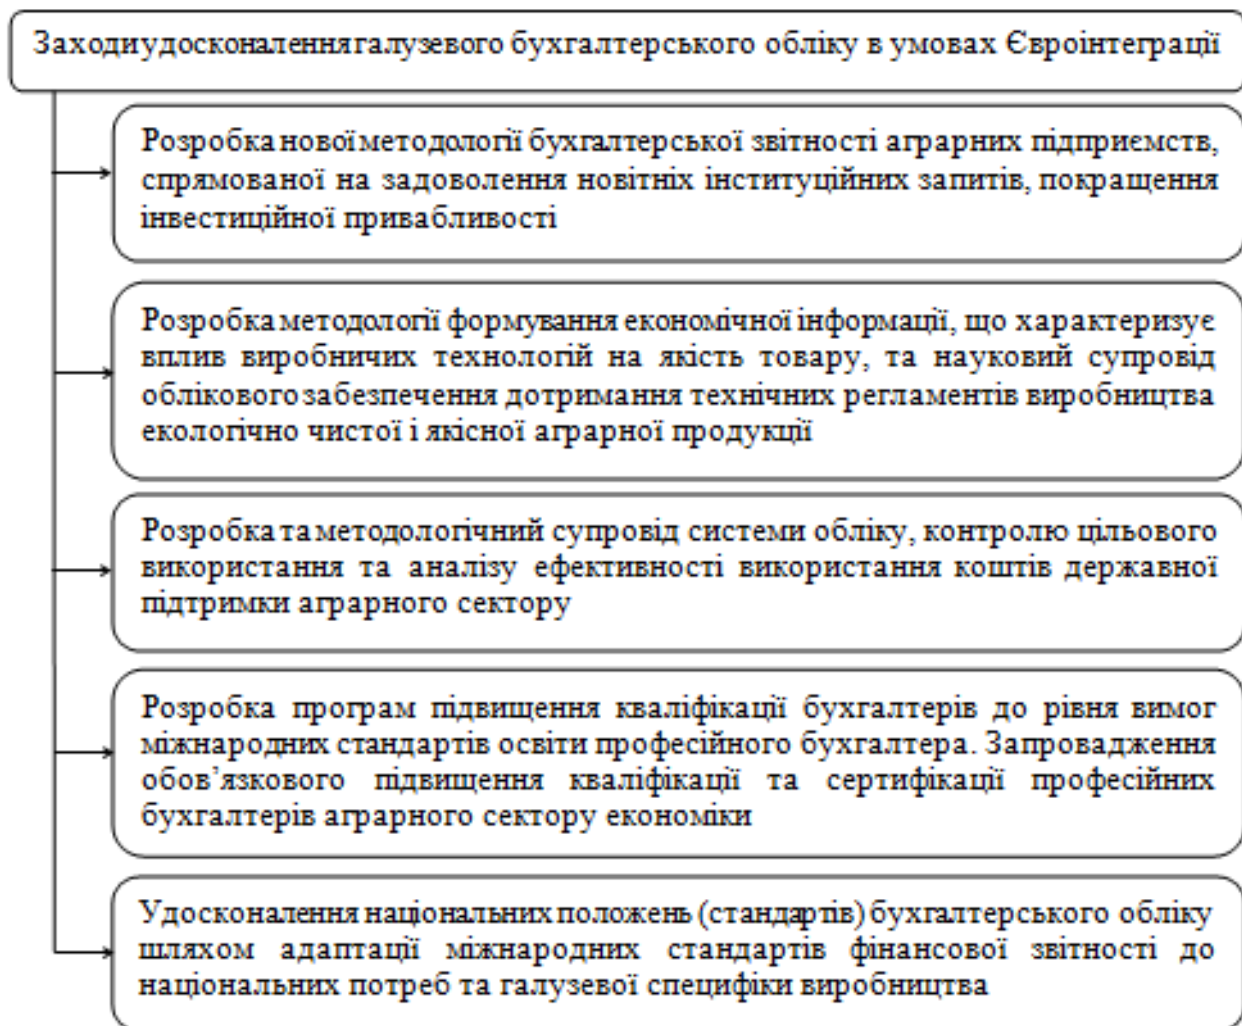 Заходи удосконалення галузевого бухгалтерського обліку в умовах Євроінтеграції
Розробка нової методології бухгалтерської звітності аграрних підприємств,
спрямованої на задоволення новітніх інституційних запитів, покращення
інвестиційної привабливості
Розробка методології формування економічної інформації, що характеризує
вплив виробничих технологій на якість товару, та науковий супровід
облікового забезпечення дотримання технічних регламентів виробництва
екологічно чистої і якісної аграрної продукції
Розробка та методологічний супровід системи обліку, контролю цільового
використання та аналізу ефективності використання коштів державної
підтримки аграрного сектору
Розробка програм підвищення кваліфікації бухгалтерів до рівня вимог
міжнародних стандартів освіти професійного бухгалтера. Запровадження
обов’язкового підвищення кваліфікації та сертифікації професійних
бухгалтерів аграрного сектору економіки
Удосконалення національних положень (стандартів) бухгалтерського обліку
шляхом адаптації міжнародних стандартів фінансової звітності до
національних потреб та галузевої специфіки виробництва